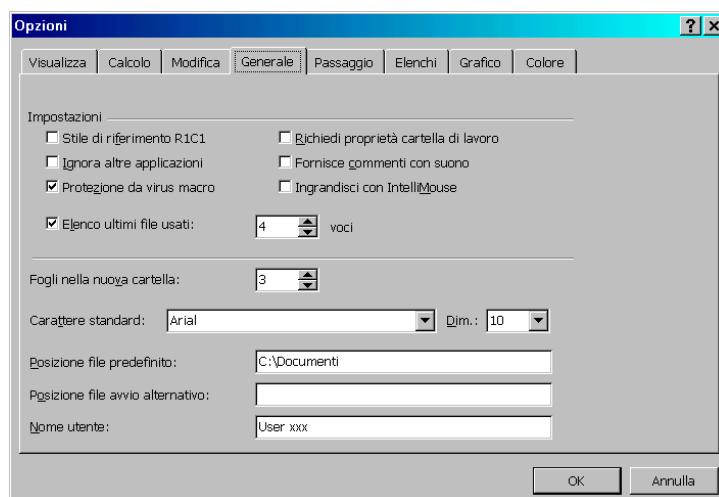 Opzioni
Visualizza Calcolo Modifica Generale Passaggio Elenchi Grafico Colore
Impostazioni
Stile di riferimento R1C1 Richiedi proprietà cartella di lavoro
Ignora altre applicazioni Fornisce commenti con suono
Protezione da virus macro Ingrandisci con IntelliMouse
Elenco ultimi file usati: 4 voci
Fogli nella nuova cartella: 3
Carattere standard: Arial Dim.: 10
Posizione file predefinito: C:\Documenti
Posizione file avvio alternativo:
Nome utente: User xxx
OK Annulla